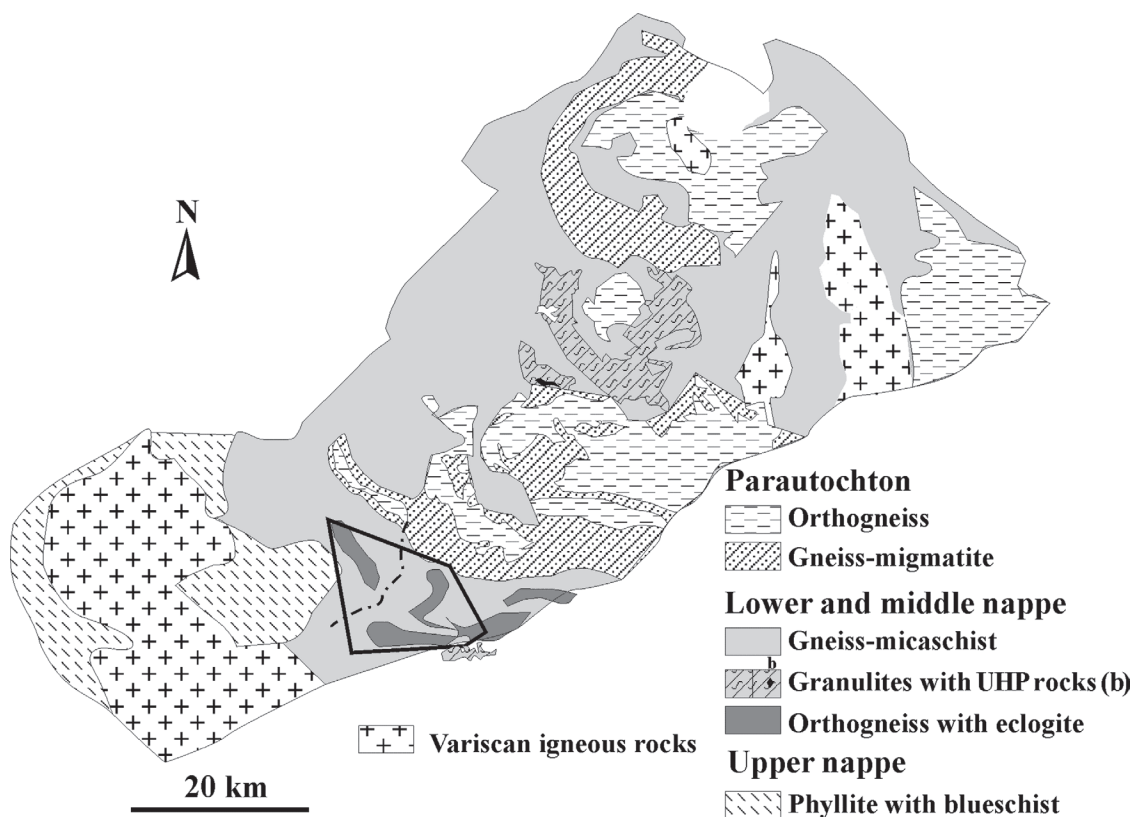 N
Parautochton
Orthogneiss
Gneiss-migmatite
Lower and middle nappe
Gneiss-micaschist
b
Granulites with UHP rocks (b)
Orthogneiss with eclogite
Upper nappe
Phyllite with blueschist
Variscan igneous rocks
20 km